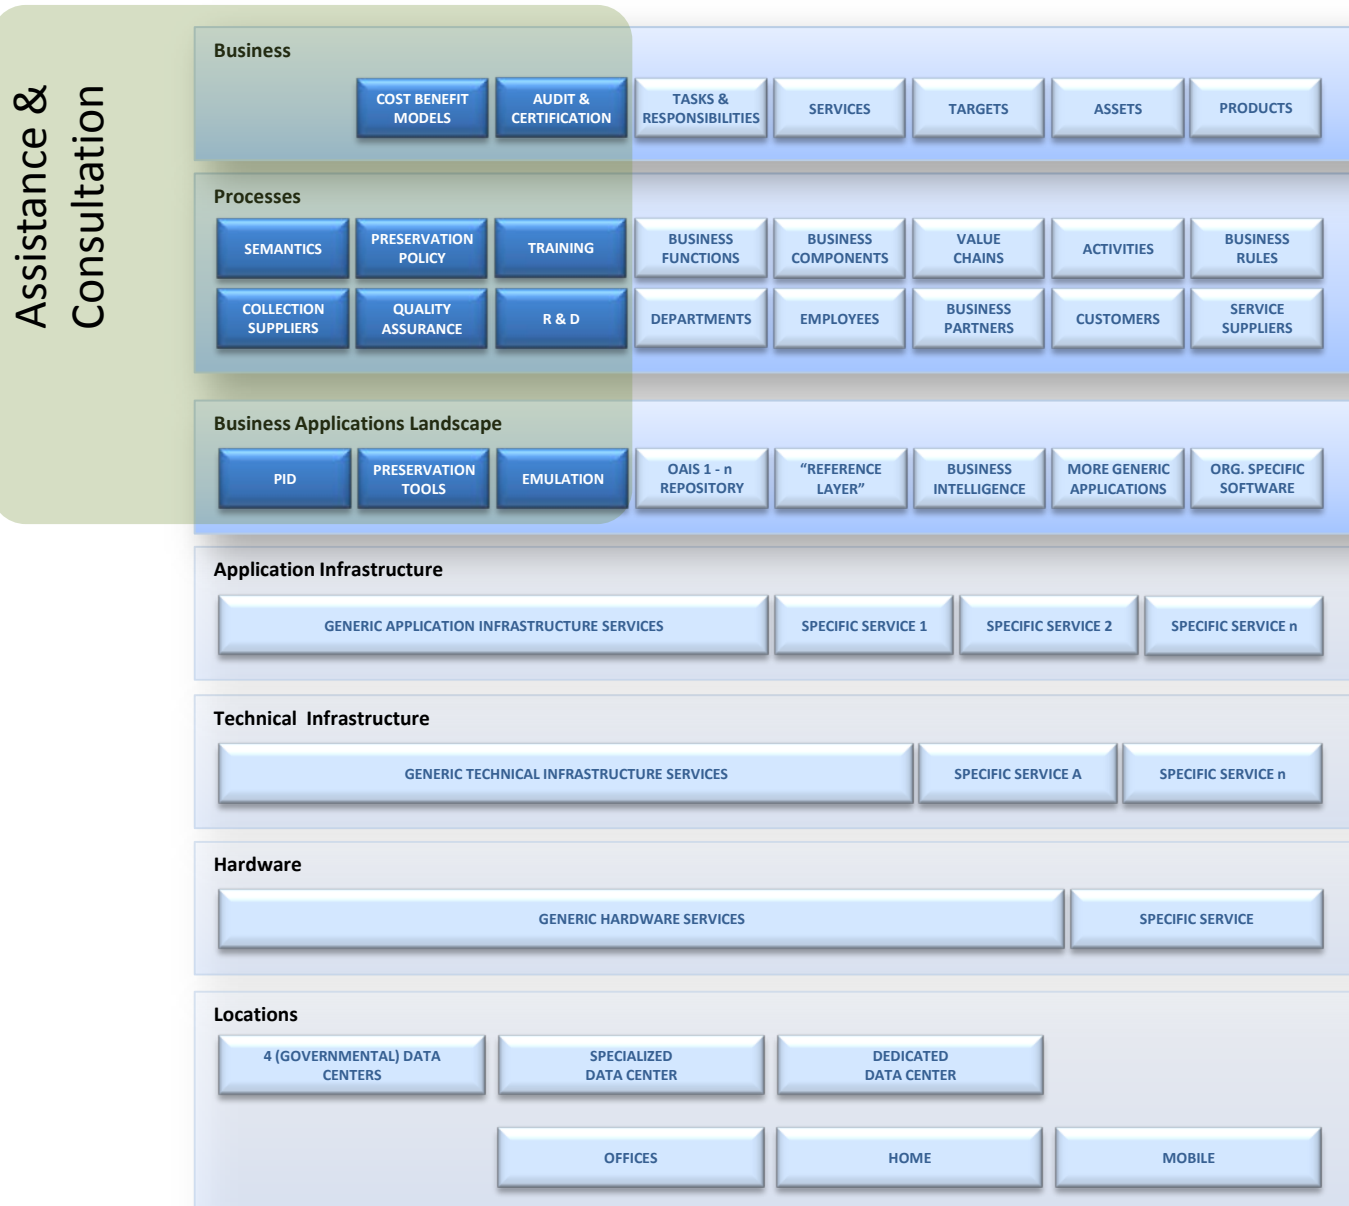 Assistance &
Consultation
Business
COST BENEFIT
MODELS
AUDIT &
CERTIFICATION
TASKS &
RESPONSIBILITIES
SERVICES
TARGETS
ASSETS
PRODUCTS
Processes
SEMANTICS
PRESERVATION
POLICY
TRAINING
BUSINESS
FUNCTIONS
BUSINESS
COMPONENTS
VALUE
CHAINS
ACTIVITIES
BUSINESS
RULES
COLLECTION
SUPPLIERS
QUALITY
ASSURANCE
R & D
DEPARTMENTS
EMPLOYEES
BUSINESS
PARTNERS
CUSTOMERS
SERVICE
SUPPLIERS
Business Applications Landscape
PID
PRESERVATION
TOOLS
EMULATION
OAIS 1 - n
REPOSITORY
“REFERENCE
LAYER”
BUSINESS
INTELLIGENCE
MORE GENERIC
APPLICATIONS
ORG. SPECIFIC
SOFTWARE
Application Infrastructure
GENERIC APPLICATION INFRASTRUCTURE SERVICES
SPECIFIC SERVICE 1
SPECIFIC SERVICE 2
SPECIFIC SERVICE n
Technical Infrastructure
GENERIC TECHNICAL INFRASTRUCTURE SERVICES
SPECIFIC SERVICE A
SPECIFIC SERVICE n
Hardware
GENERIC HARDWARE SERVICES
SPECIFIC SERVICE
Locations
4 (GOVERNMENTAL) DATA
CENTERS
SPECIALIZED
DATA CENTER
DEDICATED
DATA CENTER
OFFICES
HOME
MOBILE